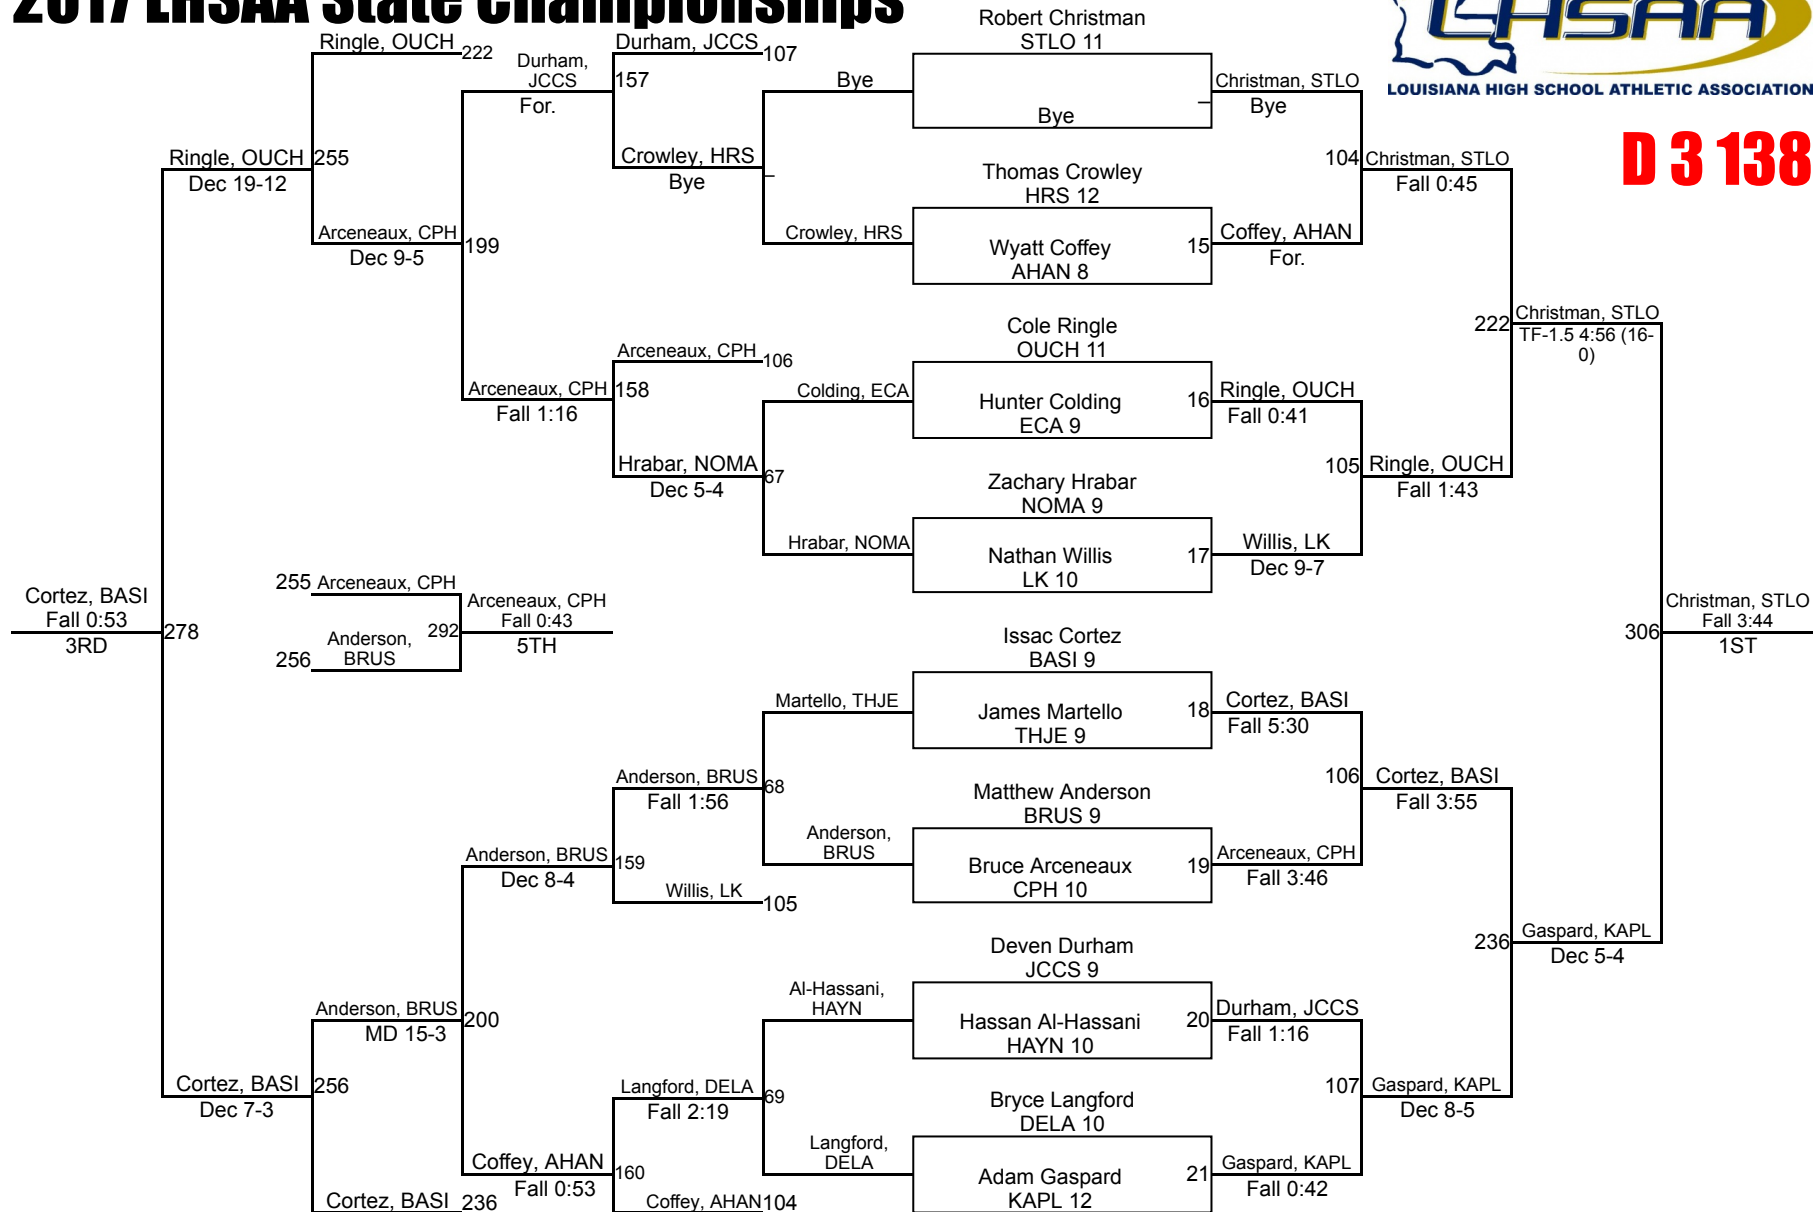 2017 LHSAA State Championships
LHSAA
LOUISIANA HIGH SCHOOL ATHLETIC ASSOCIATION
D 3 138
Ringle, OUCH
222
Durham,
JCCS
For.
Durham, JCCS
107
157
Bye
Robert Christman
STLO 11
Bye
_
Christman, STLO
Bye
Ringle, OUCH
Dec 19-12
255
Crowley, HRS
Bye
_
Thomas Crowley
HRS 12
104
Christman, STLO
Fall 0:45
Arceneaux, CPH
Dec 9-5
199
Crowley, HRS
Wyatt Coffey
AHAN 8
15
Coffey, AHAN
For.
Cole Ringle
OUCH 11
222
Christman, STLO
TF-1.5 4:56 (16-
0)
Arceneaux, CPH
106
Arceneaux, CPH
Fall 1:16
158
Colding, ECA
Hunter Colding
ECA 9
16
Ringle, OUCH
Fall 0:41
Hrabar, NOMA
Dec 5-4
67
Zachary Hrabar
NOMA 9
105
Ringle, OUCH
Fall 1:43
Hrabar, NOMA
Nathan Willis
LK 10
17
Willis, LK
Dec 9-7
Cortez, BASI
Fall 0:53
3RD
278
255
Arceneaux, CPH
256
Anderson,
BRUS
292
Arceneaux, CPH
Fall 0:43
5TH
Issac Cortez
BASI 9
306
Christman, STLO
Fall 3:44
1ST
Martello, THJE
James Martello
THJE 9
18
Cortez, BASI
Fall 5:30
Anderson, BRUS
Fall 1:56
68
Matthew Anderson
BRUS 9
106
Cortez, BASI
Fall 3:55
Anderson, BRUS
Dec 8-4
159
Anderson,
BRUS
Bruce Arceneaux
CPH 10
19
Arceneaux, CPH
Fall 3:46
Willis, LK
105
Deven Durham
JCCS 9
236
Gaspard, KAPL
Dec 5-4
Anderson, BRUS
MD 15-3
200
Al-Hassani,
HAYN
Hassan Al-Hassani
HAYN 10
20
Durham, JCCS
Fall 1:16
Cortez, BASI
Dec 7-3
256
Langford, DELA
Fall 2:19
69
Bryce Langford
DELA 10
107
Gaspard, KAPL
Dec 8-5
Coffey, AHAN
Fall 0:53
160
Langford,
DELA
Adam Gaspard
KAPL 12
21
Gaspard, KAPL
Fall 0:42
Cortez, BASI
236
Coffey, AHAN
104